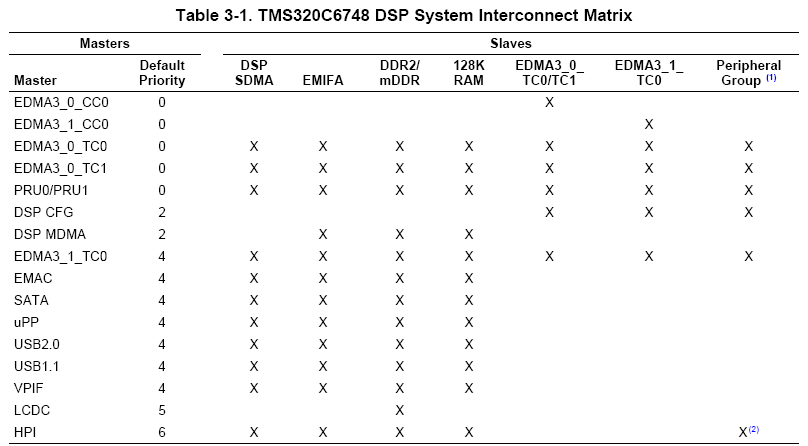 Table 3-1. TMS320C6748 DSP System Interconnect Matrix
Masters Slaves
Master Default Priority DSP SDMA EMIFA DDR2/ mDDR 128K RAM EDMA3_0_ TC0/TC1 EDMA3_1_ TC0 Peripheral Group (1)
EDMA3_0_CC0 0 X
EDMA3_1_CC0 0 X
EDMA3_0_TC0 0 X X X X X X X
EDMA3_0_TC1 0 X X X X X X X
PRU0/PRU1 0 X X X X X X X
DSP CFG 2 X X X
DSP MDMA 2 X X X
EDMA3_1_TC0 4 X X X X X X X
EMAC 4 X X X X
SATA 4 X X X X
uPP 4 X X X X
USB2.0 4 X X X X
USB1.1 4 X X X X
VPIF 4 X X X X
LCDC 5 X
HPI 6 X X X X X(2)